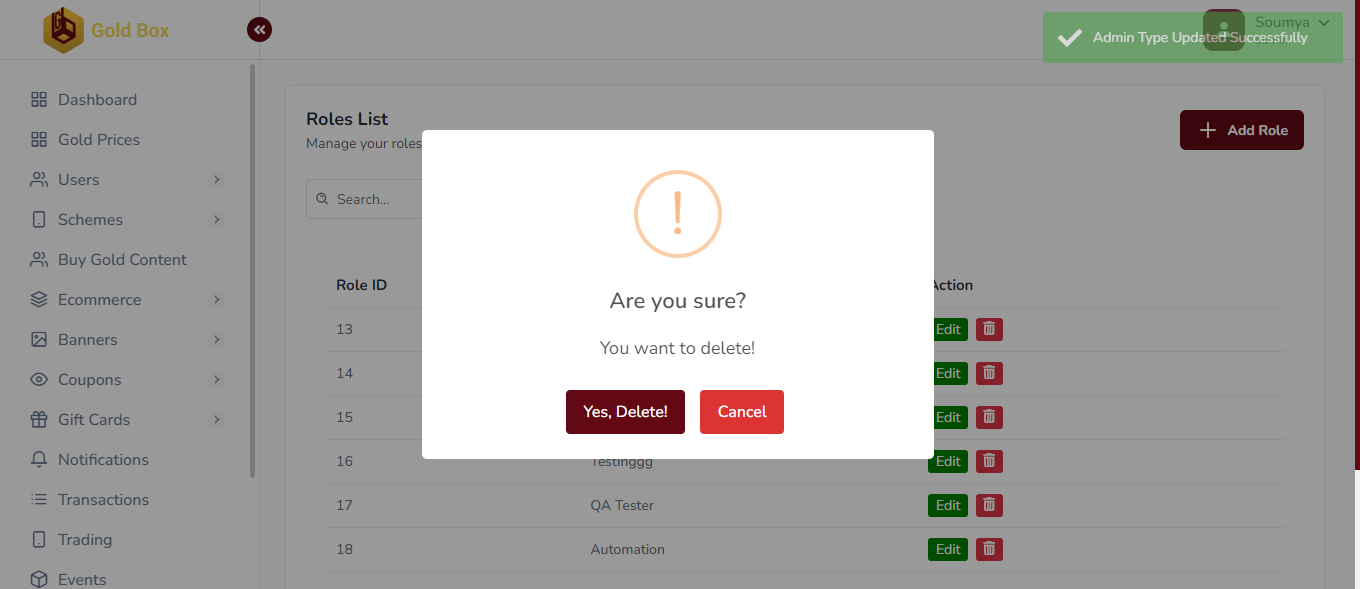 Gold Box
Soumya
Admin Type Updated Successfully
Dashboard
Gold Prices
Users
Schemes
Buy Gold Content
Ecommerce
Banners
Coupons
Gift Cards
Notifications
Transactions
Trading
Events
Roles List
Manage your roles
Add Role
Search...
Role ID
Action
13
Edit
14
Edit
15
Edit
16 Testinggg Edit
17 QA Tester Edit
18 Automation Edit
Are you sure?
You want to delete!
Yes, Delete!
Cancel